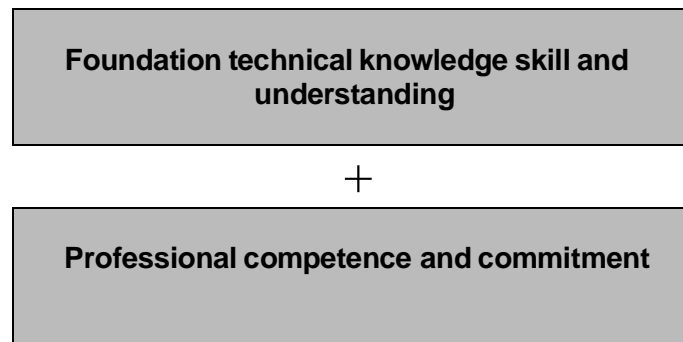 Foundation technical knowledge skill and
understanding
+
Professional competence and commitment